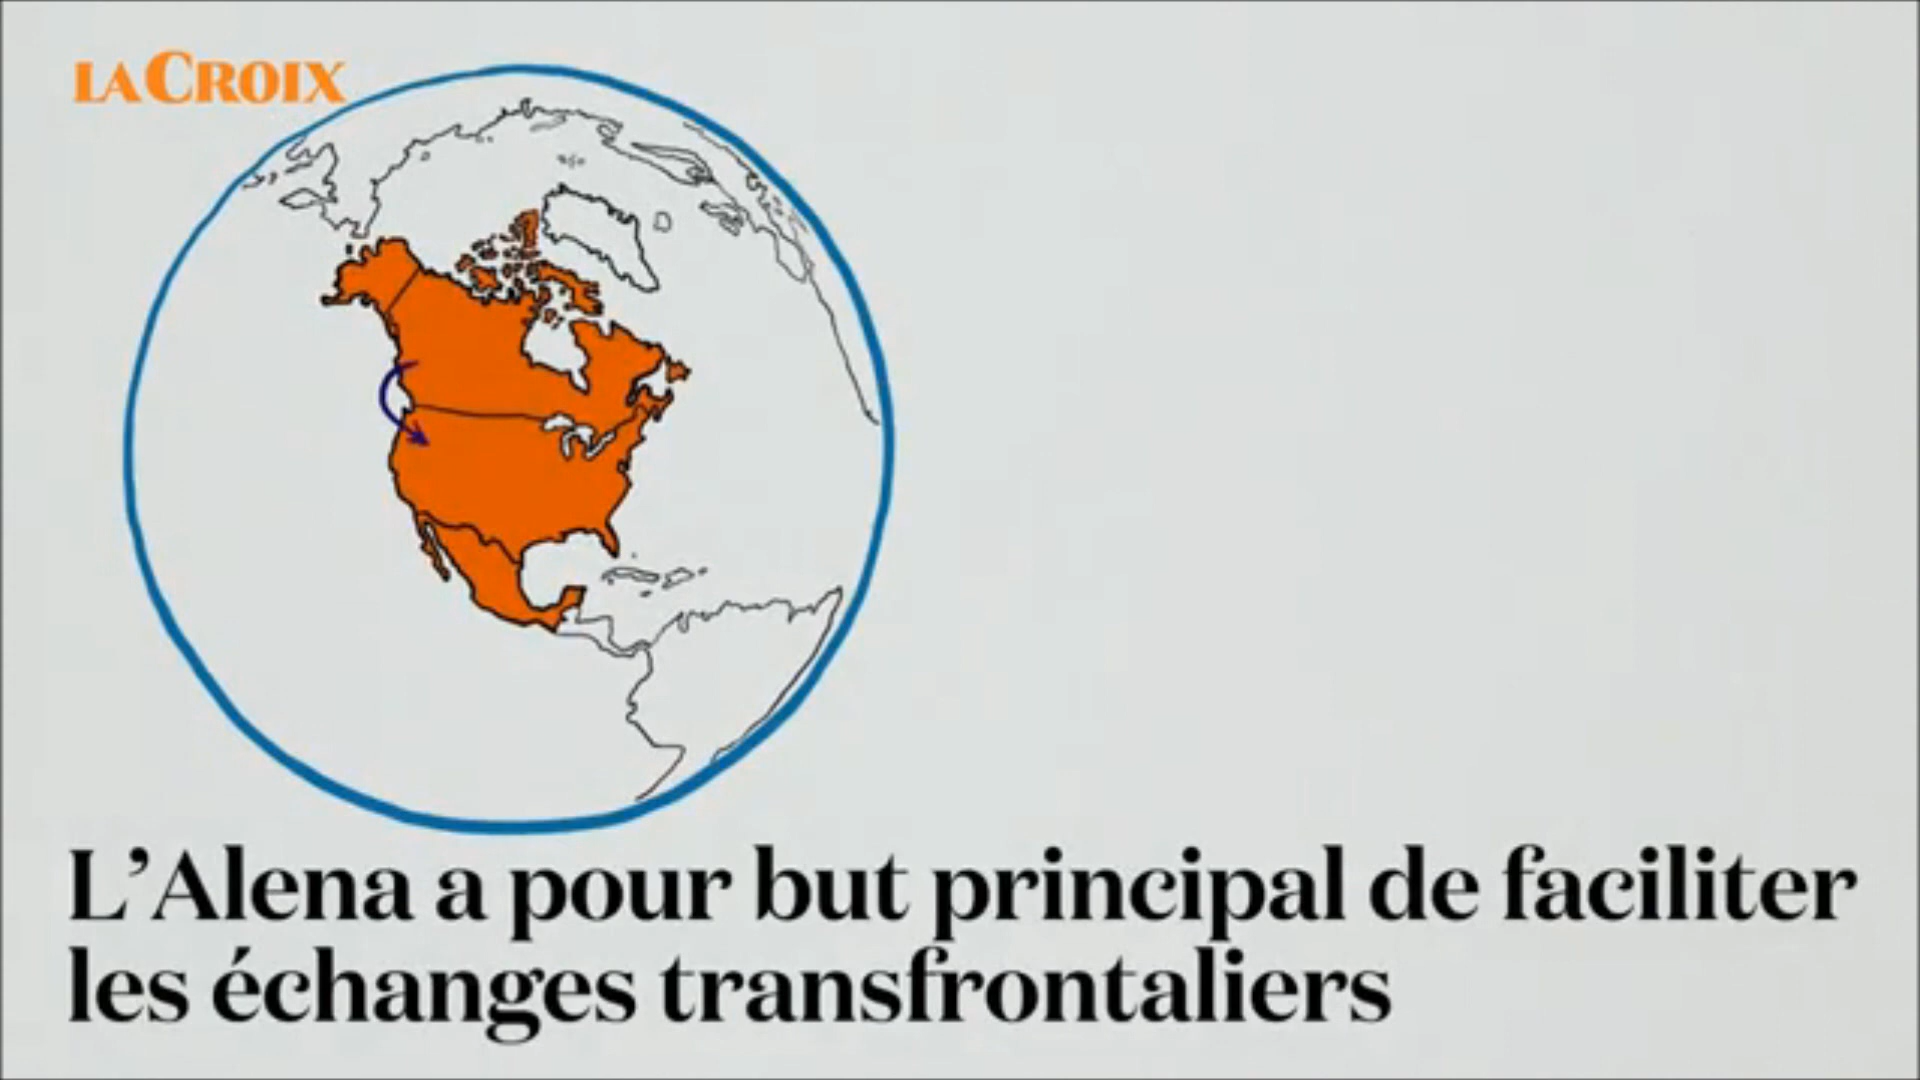 LA CROIX
L’Alena a pour but principal de faciliter
les échanges transfrontaliers